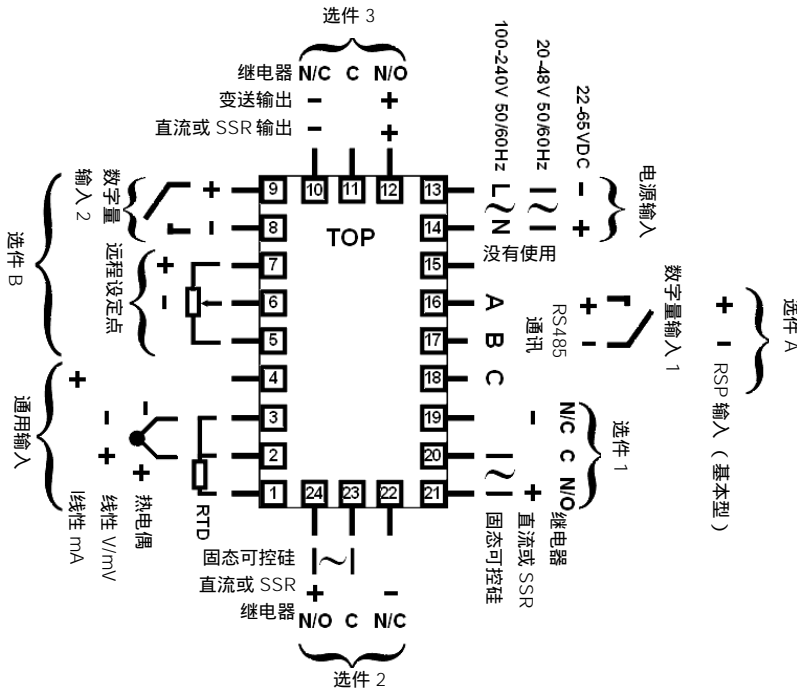 选件 3
继电器 N/C C N/O
变送输出 − +
直流或 SSR 输出 − +
100-240V 50/60Hz
20-48V 50/60Hz
22-65VDC
L ~ N
~
− +
电源输入
9
10
11
12
13
8
14
TOP
7
15
没有使用
6
16
A
5
17
B
4
18
C
3
19
2
20
1
24
23
22
21
数字量
输入 2
+ −
远程设定点
+ −
选件 B
通用输入
+
− +
− +
RTD
热电偶
线性 V/mV
线性 mA
RS485
通讯
+ −
数字量输入 1
+ −
RSP 输入（基本型）
选件 A
N/C C N/O
继电器
− +
直流或 SSR
~
固态可控硅
选件 1
固态可控硅 ~
直流或 SSR + −
继电器 N/O C N/C
选件 2